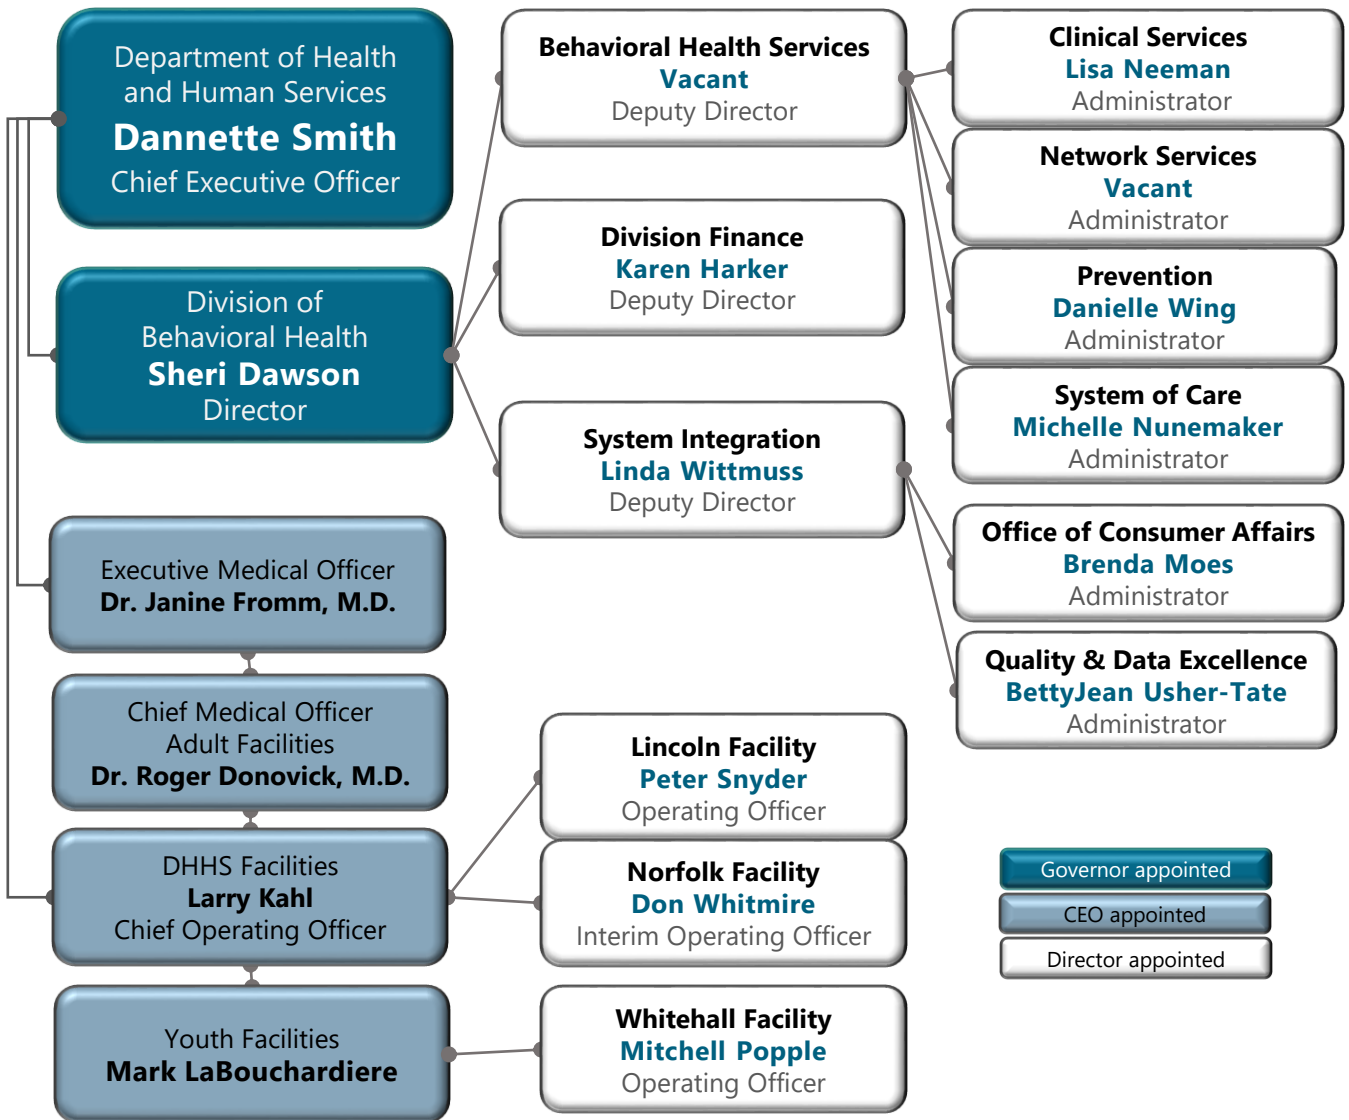 Department of Health
and Human Services
Dannette Smith
Chief Executive Officer
Division of
Behavioral Health
Sheri Dawson
Director
Executive Medical Officer
Dr. Janine Fromm, M.D.
Chief Medical Officer
Adult Facilities
Dr. Roger Donovick, M.D.
DHHS Facilities
Larry Kahl
Chief Operating Officer
Youth Facilities
Mark LaBouchardiere
Behavioral Health Services
Vacant
Deputy Director
Division Finance
Karen Harker
Deputy Director
System Integration
Linda Wittmuss
Deputy Director
Lincoln Facility
Peter Snyder
Operating Officer
Norfolk Facility
Don Whitmire
Interim Operating Officer
Whitehall Facility
Mitchell Popple
Operating Officer
Clinical Services
Lisa Neeman
Administrator
Network Services
Vacant
Administrator
Prevention
Danielle Wing
Administrator
System of Care
Michelle Nunemaker
Administrator
Office of Consumer Affairs
Brenda Moes
Administrator
Quality & Data Excellence
BettyJean Usher-Tate
Administrator
Governor appointed
CEO appointed
Director appointed